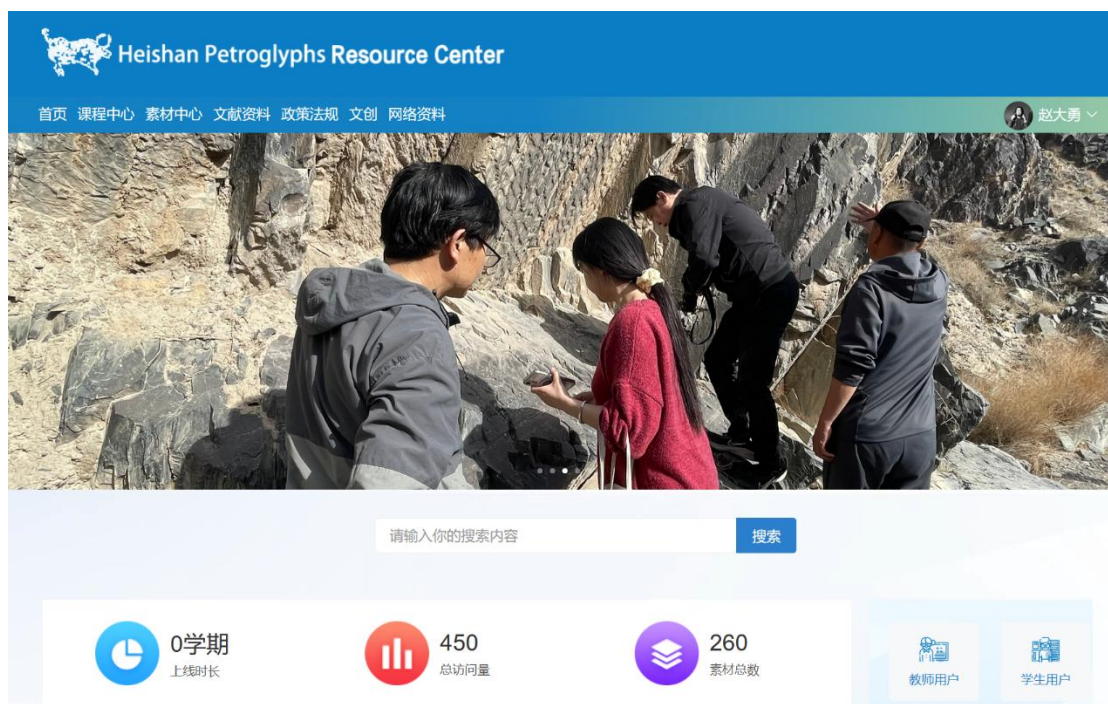 Heishan Petroglyphs Resource Center
首页 课程中心 素材中心 文献资料 政策法规 文创 网络资料 赵大勇
请输入你的搜索内容 搜索
0学期 450 260
上线时长 总访问量 素材总数
教师用户 学生用户